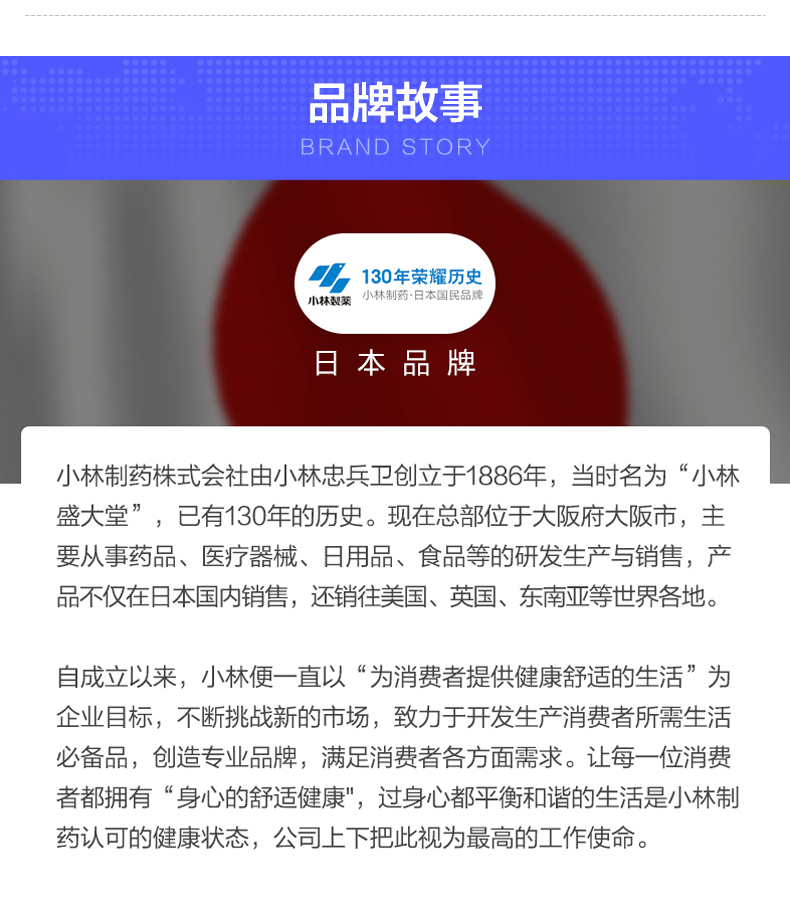 品牌故事
BRAND STORY
130年荣耀历史
小林製薬
小林制药·日本国民品牌
日本品牌
小林制药株式会社由小林忠兵卫创立于1886年，当时名为“小林
盛大堂”，已有130年的历史。现在总部位于大阪府大阪市，主
要从事药品、医疗器械、日用品、食品等的研发生产与销售，产
品不仅在日本国内销售，还销往美国、英国、东南亚等世界各地。
自成立以来，小林便一直以“为消费者提供健康舒适的生活”为
企业目标，不断挑战新的市场，致力于开发生产消费者所需生活
必备品，创造专业品牌，满足消费者各方面需求。让每一位消费
者都拥有“身心的舒适健康"，过身心都平衡和谐的生活是小林制
药认可的健康状态，公司上下把此视为最高的工作使命。